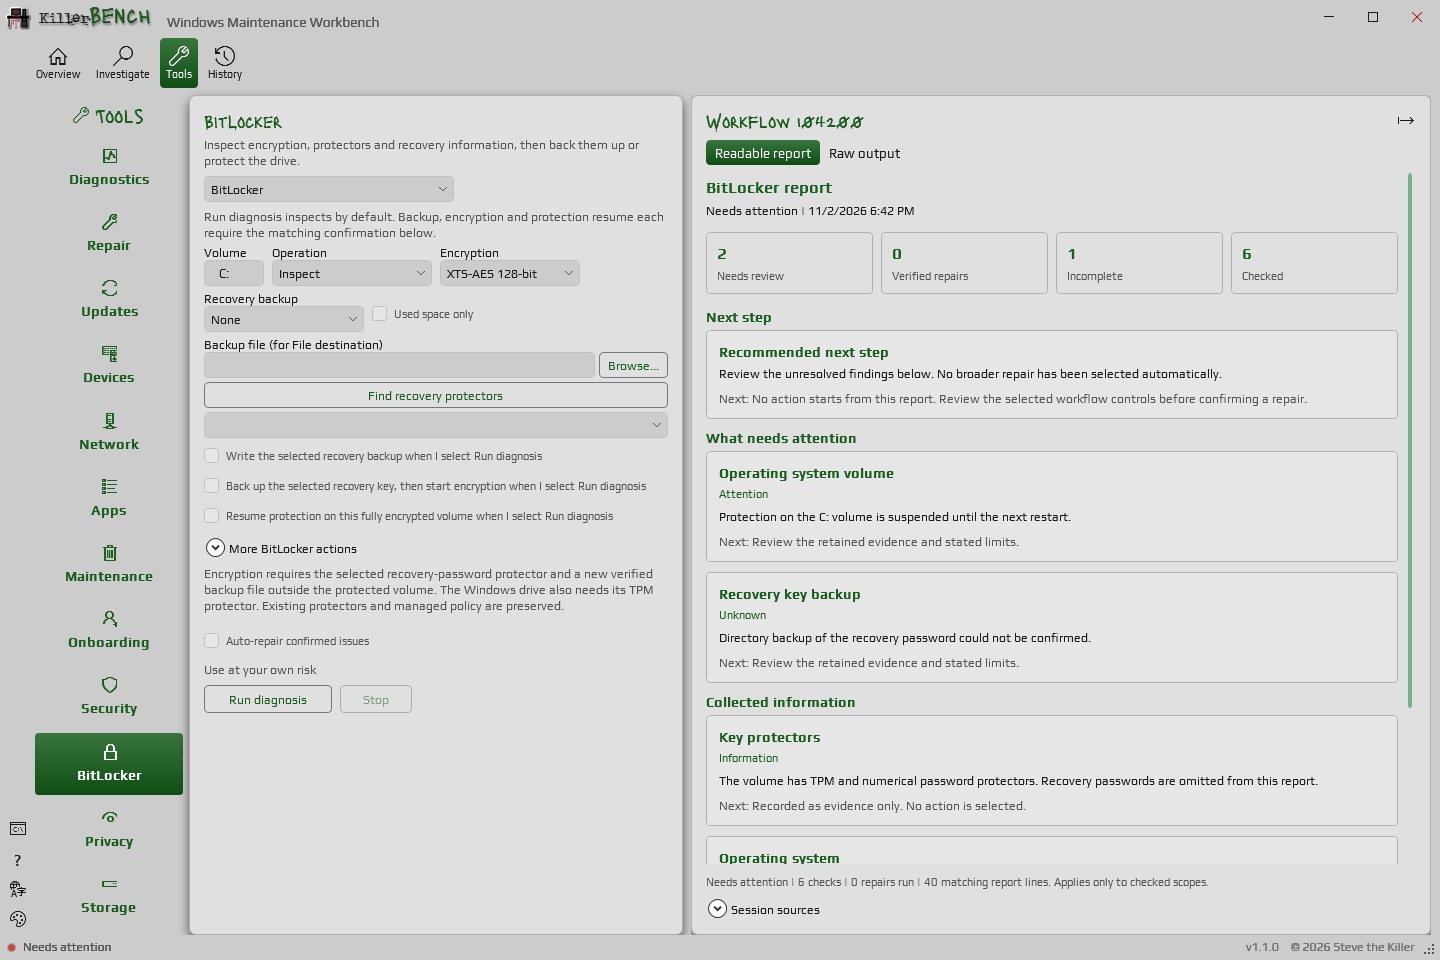 KillerBENCH Windows Maintenance Workbench
Overview
Investigate
Tools
History
TOOLS
Diagnostics
Repair
Updates
Devices
Network
Apps
Maintenance
Onboarding
Security
BitLocker
Privacy
Storage
BITLOCKER
Inspect encryption, protectors and recovery information, then back them up or
protect the drive.
BitLocker
Run diagnosis inspects by default. Backup, encryption and protection resume each
require the matching confirmation below.
Volume Operation Encryption
C: Inspect XTS-AES 128-bit
Recovery backup
None Used space only
Backup file (for File destination)
Browse...
Find recovery protectors
Write the selected recovery backup when I select Run diagnosis
Back up the selected recovery key, then start encryption when I select Run diagnosis
Resume protection on this fully encrypted volume when I select Run diagnosis
More BitLocker actions
Encryption requires the selected recovery-password protector and a new verified
backup file outside the protected volume. The Windows drive also needs its TPM
protector. Existing protectors and managed policy are preserved.
Auto-repair confirmed issues
Use at your own risk
Run diagnosis Stop
WORKFLOW 104200
Readable report Raw output
BitLocker report
Needs attention | 11/2/2026 6:42 PM
2 0 1 6
Needs review Verified repairs Incomplete Checked
Next step
Recommended next step
Review the unresolved findings below. No broader repair has been selected automatically.
Next: No action starts from this report. Review the selected workflow controls before confirming a repair.
What needs attention
Operating system volume
Attention
Protection on the C: volume is suspended until the next restart.
Next: Review the retained evidence and stated limits.
Recovery key backup
Unknown
Directory backup of the recovery password could not be confirmed.
Next: Review the retained evidence and stated limits.
Collected information
Key protectors
Information
The volume has TPM and numerical password protectors. Recovery passwords are omitted from this report.
Next: Recorded as evidence only. No action is selected.
Operating system
Needs attention | 6 checks | 0 repairs run | 40 matching report lines. Applies only to checked scopes.
Session sources
Needs attention
v1.1.0 © 2026 Steve the Killer